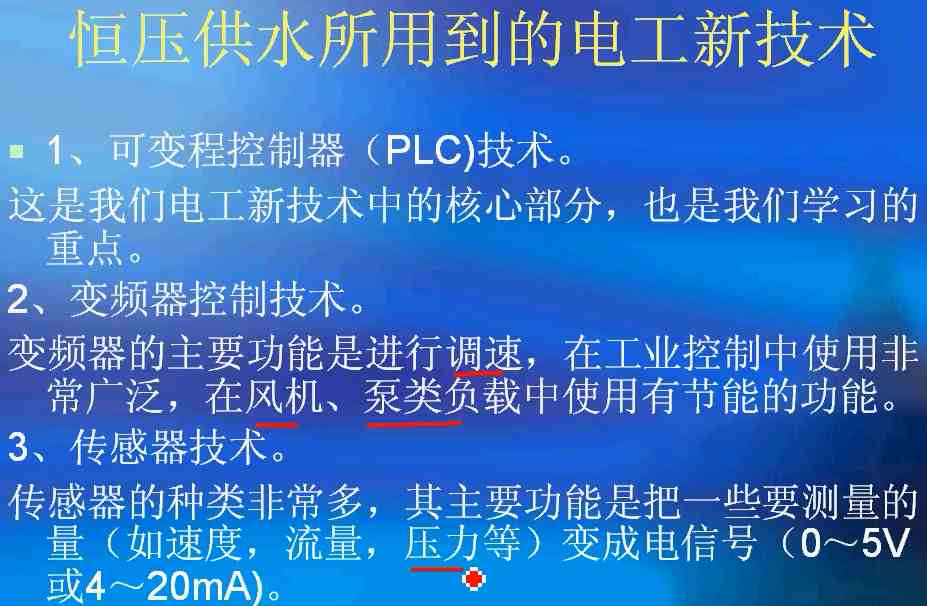 恒压供水所用到的电工新技术
1、可变程控制器（PLC)技术。
这是我们电工新技术中的核心部分，也是我们学习的
重点。
2、变频器控制技术。
变频器的主要功能是进行调速，在工业控制中使用非
常广泛，在风机、泵类负载中使用有节能的功能。
3、传感器技术。
传感器的种类非常多，其主要功能是把一些要测量的
量（如速度，流量，压力等）变成电信号（0～5V
或4～20mA)。